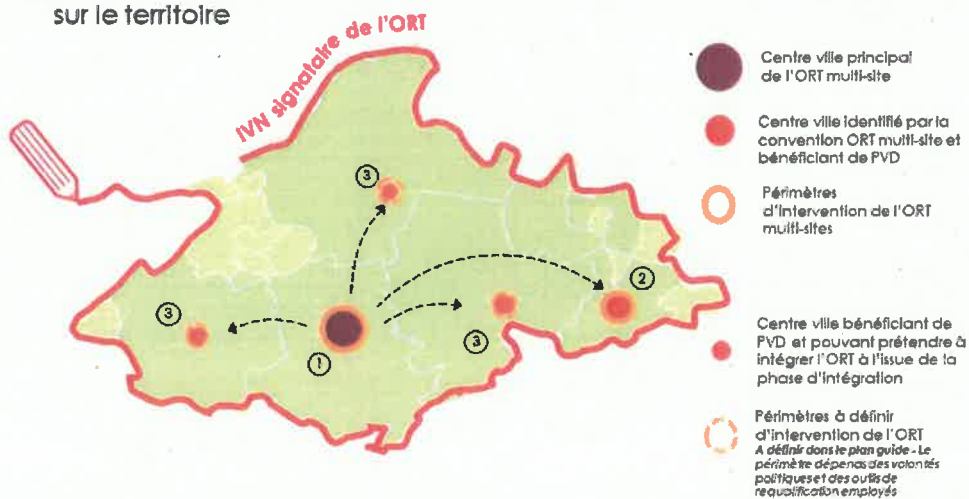 sur le territoire
IVN signataire de l'ORT
3
2
3
3
1
Centre ville principal
de l'ORT multi-site
Centre ville identifié par la
convention ORT multi-site et
bénéficiant de PVD
Périmètres
d'intervention de l'ORT
multi-sites
Centre ville bénéficiant de
PVD et pouvant prétendre à
intégrer l'ORT à l'issue de la
phase d'intégration
Périmètres à définir
d'intervention de l'ORT
A définir dans le plan guide - Le
périmètre dépenas des volontés
politiques et des outils de
requalification employés